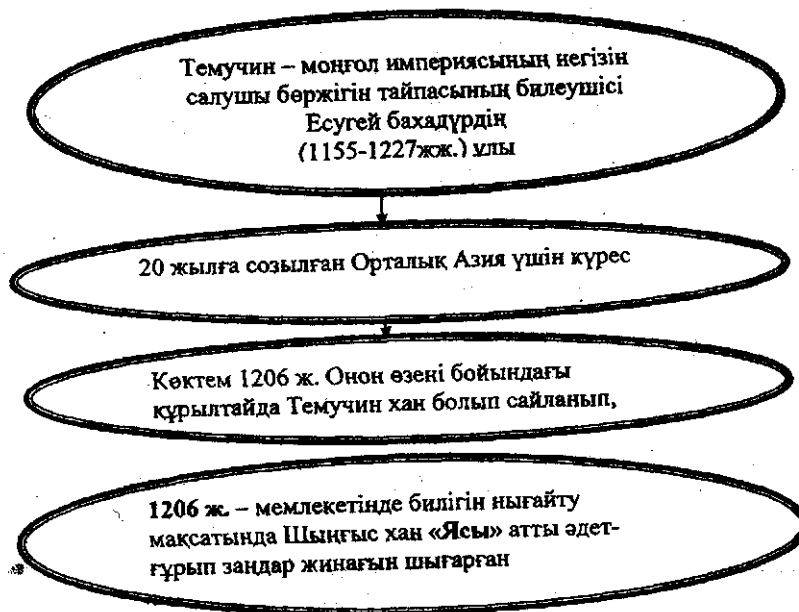 Темучин – моңғол империясының негізін
салушы бөржігін тайпасының билеушісі
Есугей бахадүрдің
(1155-1227жж.) ұлы
20 жылға созылған Орталық Азия үшін күрес
Көктем 1206 ж. Онон өзені бойындағы
құрылтайда Темучин хан болып сайланып,
1206 ж. – мемлекетінде билігін нығайту
мақсатында Шыңғыс хан «Ясы» атты әдет-
ғұрып заңдар жинағын шығарған